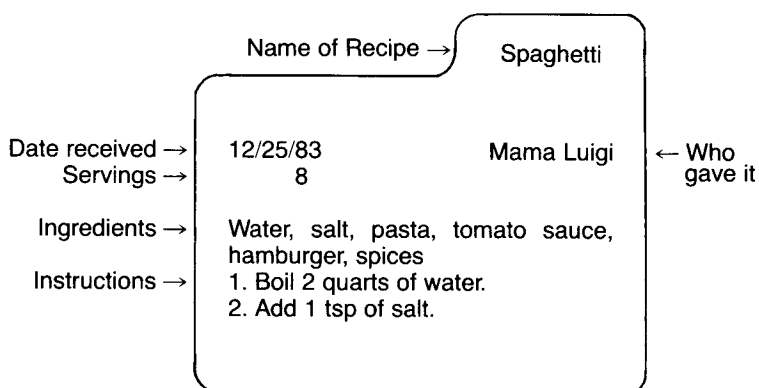 Name of Recipe → Spaghetti
Date received → 12/25/83 Mama Luigi ← Who
Servings → 8 gave it
Ingredients → Water, salt, pasta, tomato sauce,
hamburger, spices
Instructions → 1. Boil 2 quarts of water.
2. Add 1 tsp of salt.